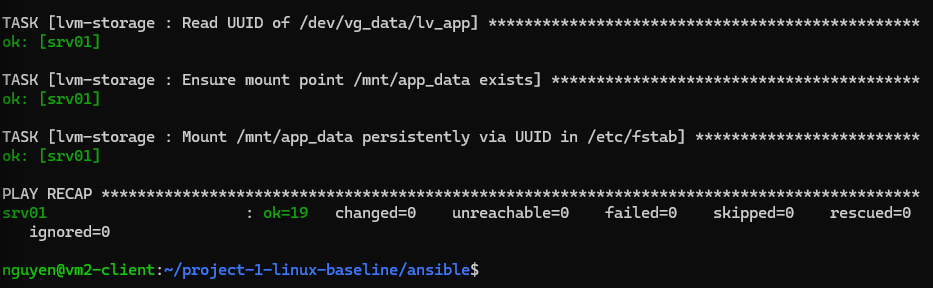 TASK [lvm-storage : Read UUID of /dev/vg_data/lv_app] ************************************************
ok: [srv01]
TASK [lvm-storage : Ensure mount point /mnt/app_data exists] *****************************************
ok: [srv01]
TASK [lvm-storage : Mount /mnt/app_data persistently via UUID in /etc/fstab] *************************
ok: [srv01]
PLAY RECAP *******************************************************************************************
srv01                      : ok=19   changed=0    unreachable=0    failed=0    skipped=0    rescued=0
   ignored=0
nguyen@vm2-client:~/project-1-linux-baseline/ansible$